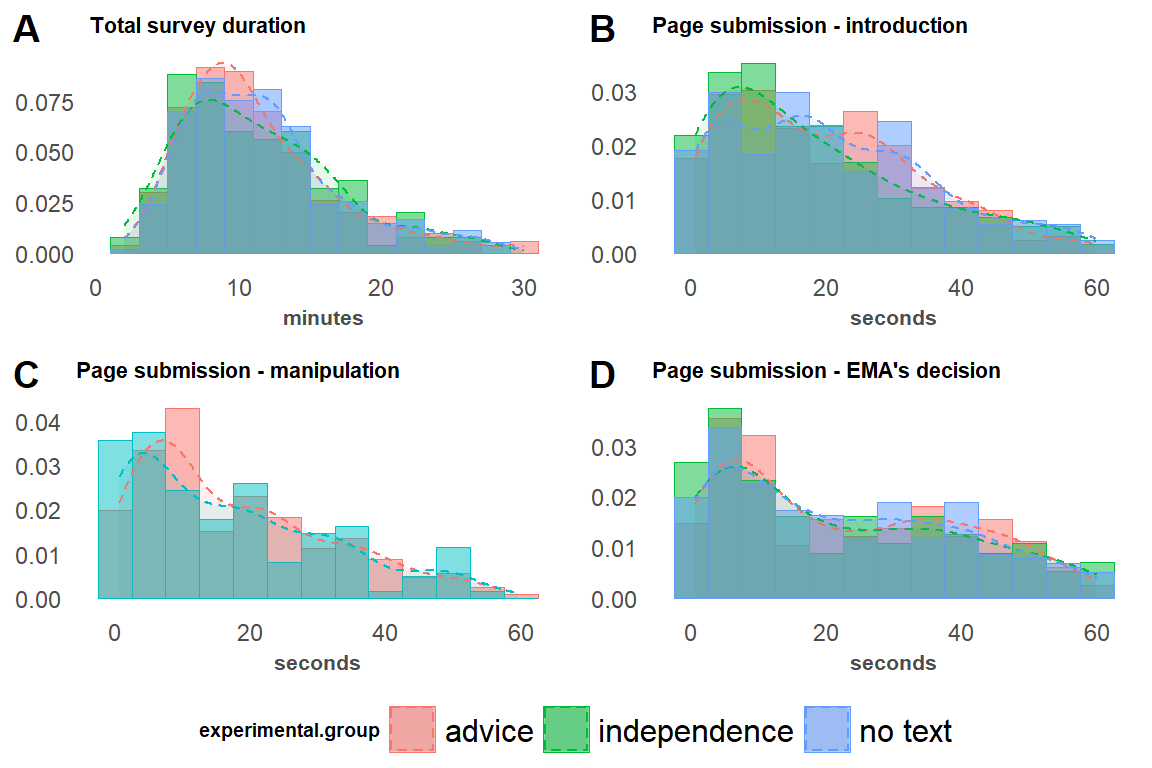 A Total survey duration
0.075
0.050
0.025
0.000
0 10 20 30
minutes
B Page submission - introduction
0.03
0.02
0.01
0.00
0 20 40 60
seconds
C Page submission - manipulation
0.04
0.03
0.02
0.01
0.00
0 20 40 60
seconds
D Page submission - EMA's decision
0.03
0.02
0.01
0.00
0 20 40 60
seconds
experimental.group advice independence no text